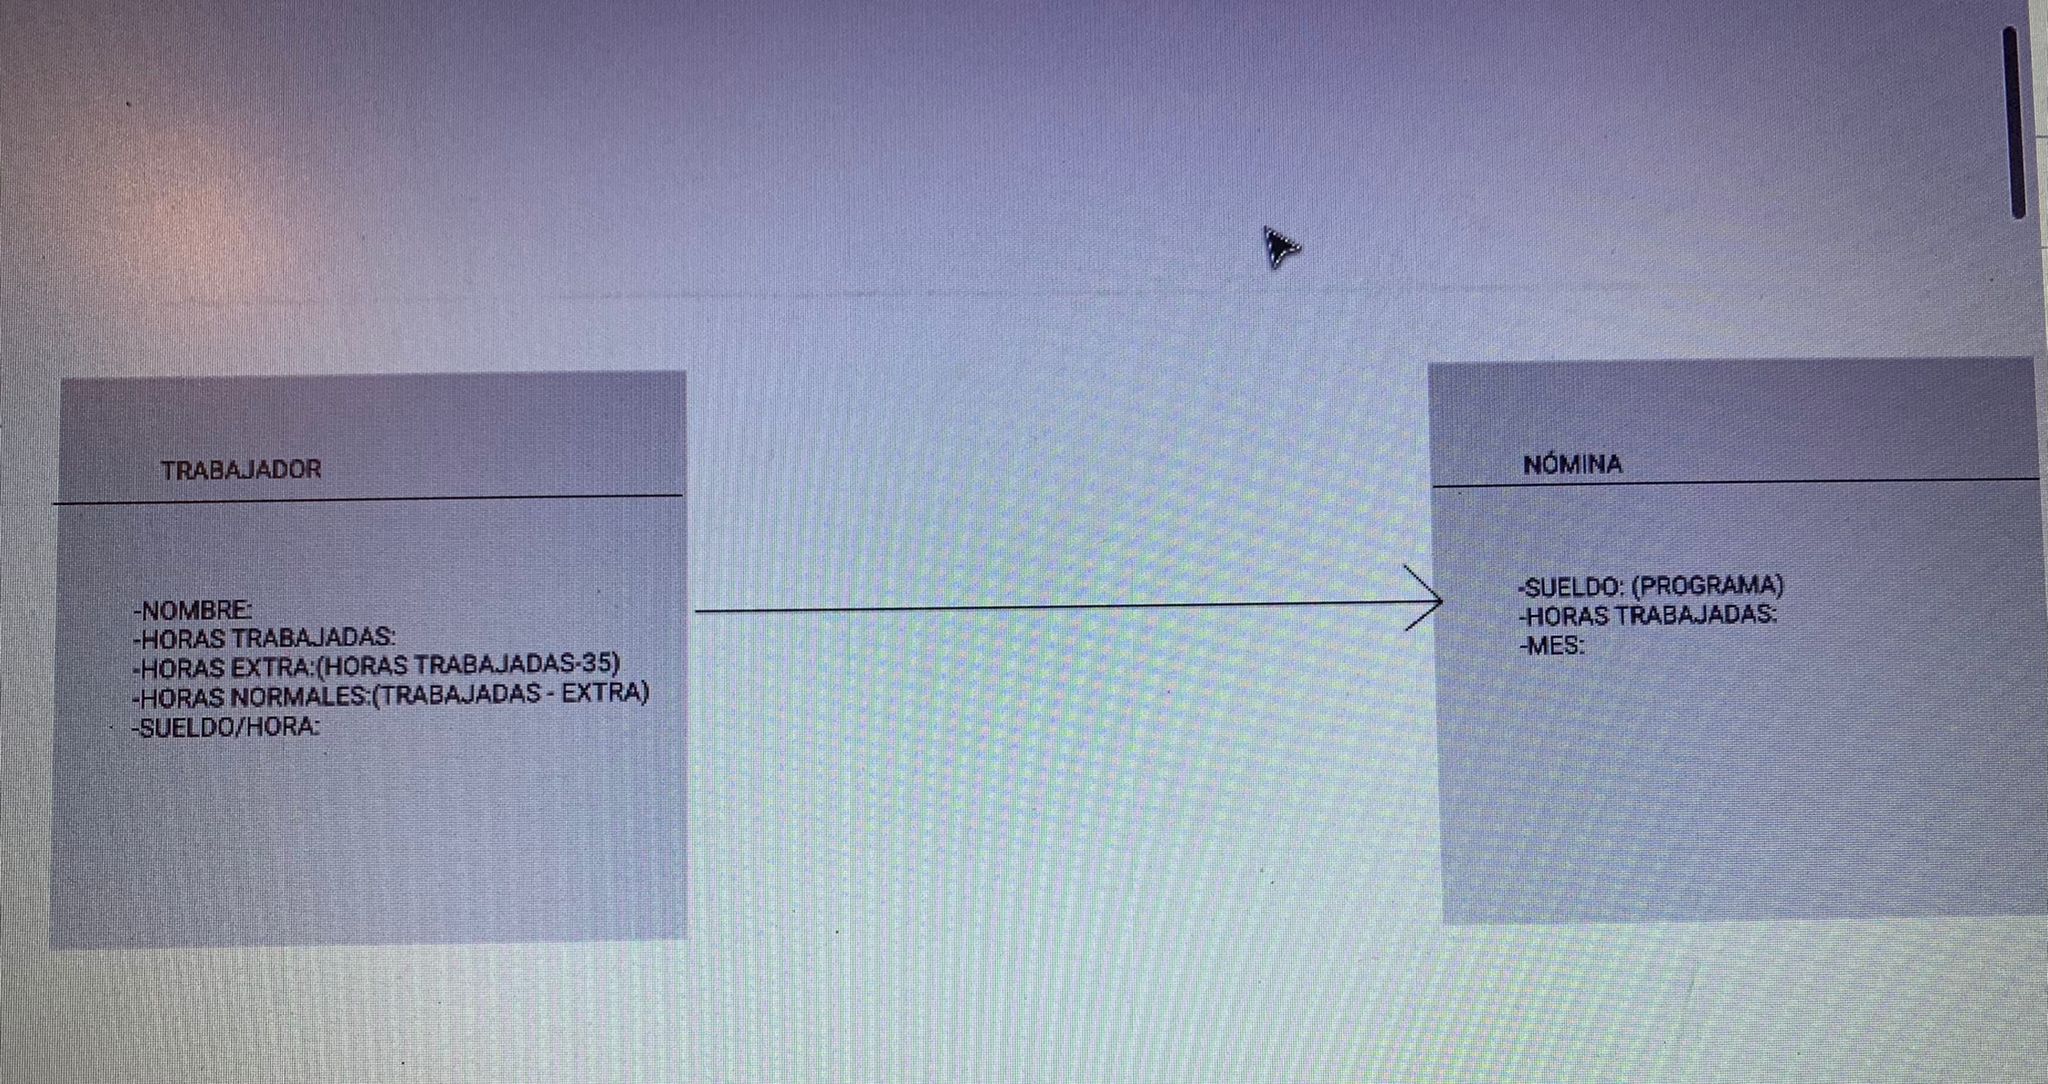 TRABAJADOR
-NOMBRE:
-HORAS TRABAJADAS:
-HORAS EXTRA:(HORAS TRABAJADAS-35)
-HORAS NORMALES:(TRABAJADAS - EXTRA)
-SUELDO/HORA:
NÓMINA
-SUELDO: (PROGRAMA)
-HORAS TRABAJADAS:
-MES: